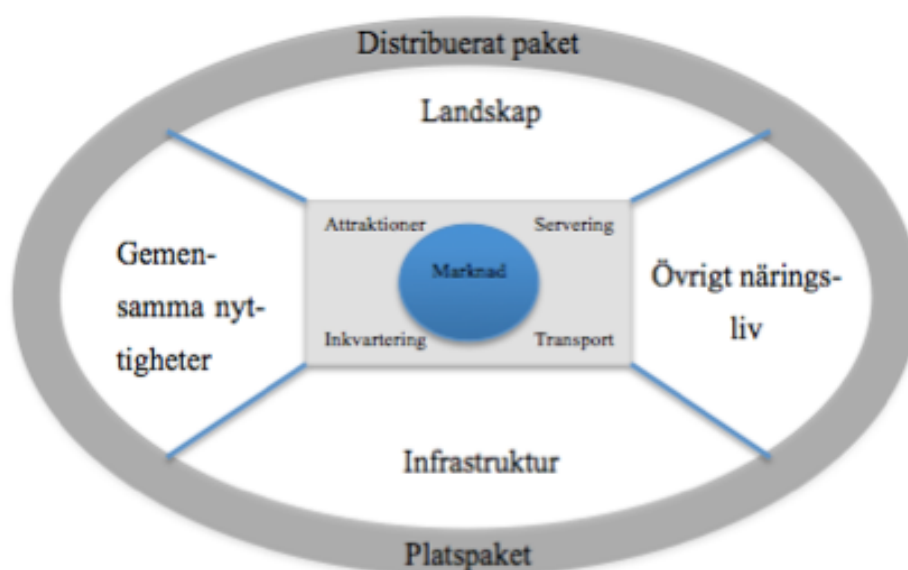 Distribuerat paket
Landskap
Attraktioner
Servering
Gemen-
samma nyt-
tigheter
Marknad
Övrigt närings-
liv
Inkvartering
Transport
Infrastruktur
Platspaket